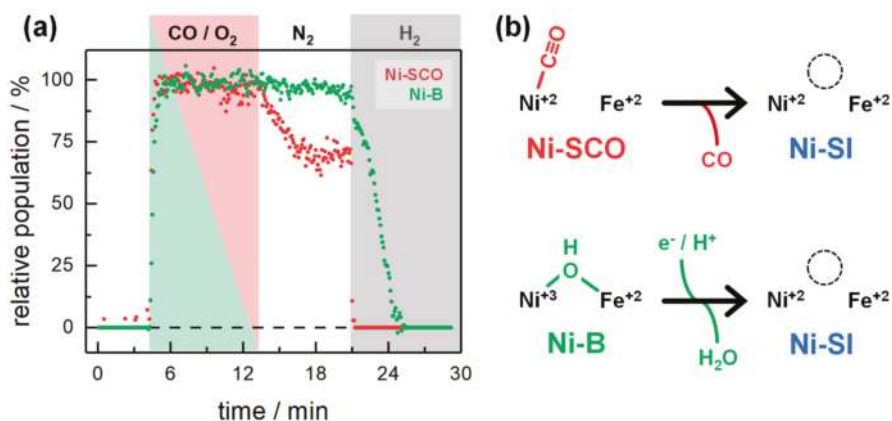 (a)
CO / O₂ N₂ H₂
Ni-SCO
Ni-B
relative population / %
100
75
50
25
0
0 6 12 18 24 30
time / min
(b)
C≡O
Ni⁺² Fe⁺² Ni⁺² Fe⁺²
Ni-SCO CO Ni-SI
H
O
e⁻ / H⁺
Ni⁺³ Fe⁺² Ni⁺² Fe⁺²
Ni-B H₂O Ni-SI